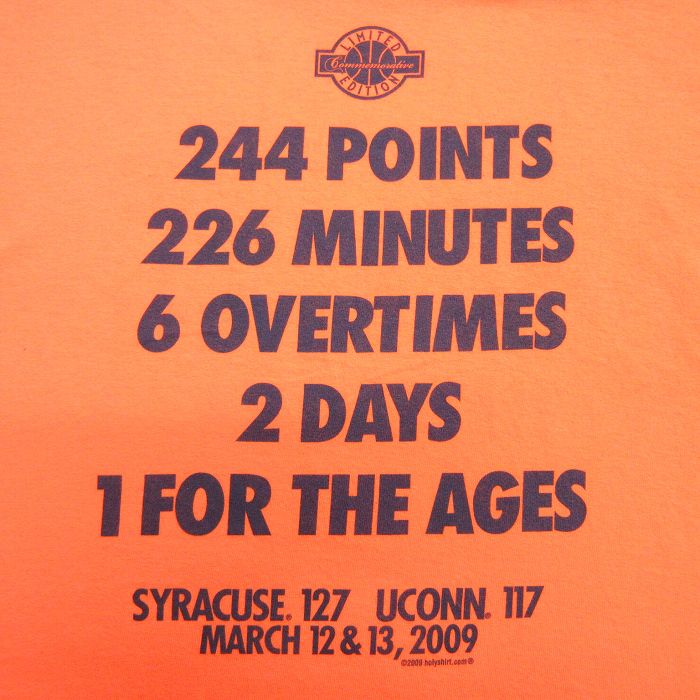 LIMITED
Commemorative
EDITION
244 POINTS
226 MINUTES
6 OVERTIMES
2 DAYS
1 FOR THE AGES
SYRACUSE® 127 UCONN® 117
MARCH 12 & 13, 2009
©2009 holyshirt.com®